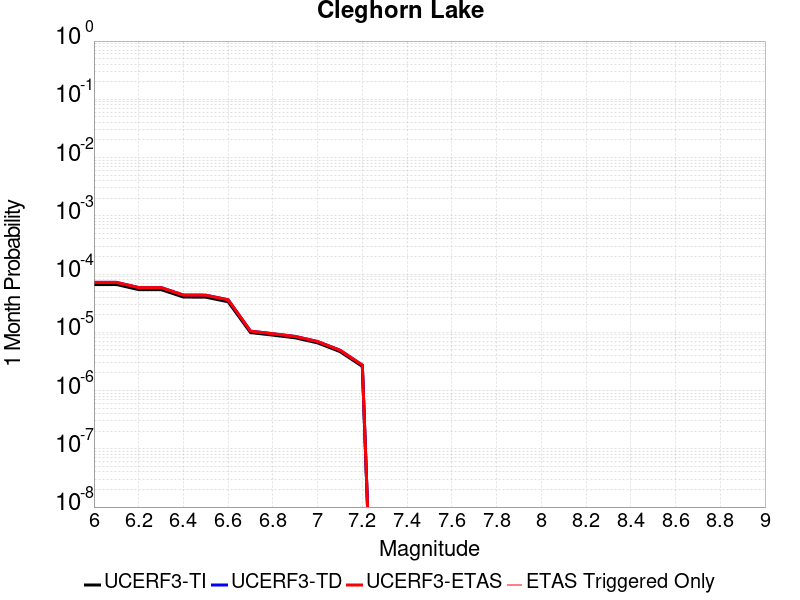 Cleghorn Lake
10^0
10^-1
10^-2
10^-3
10^-4
10^-5
10^-6
10^-7
10^-8
1 Month Probability
6 6.2 6.4 6.6 6.8 7 7.2 7.4 7.6 7.8 8 8.2 8.4 8.6 8.8 9
Magnitude
UCERF3-TI UCERF3-TD UCERF3-ETAS ETAS Triggered Only